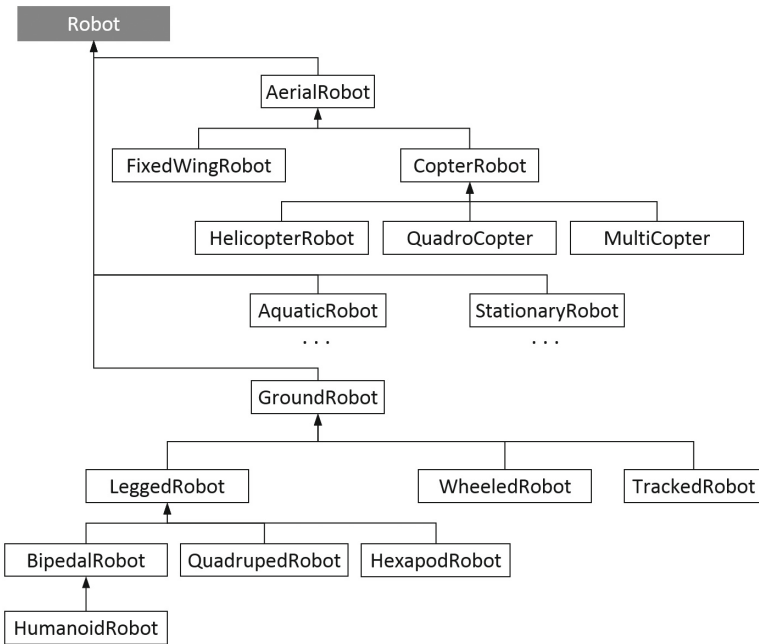 Robot
AerialRobot
FixedWingRobot
CopterRobot
HelicopterRobot
QuadroCopter
MultiCopter
AquaticRobot
StationaryRobot
. . .
. . .
GroundRobot
LeggedRobot
WheeledRobot
TrackedRobot
BipedalRobot
QuadrupedRobot
HexapodRobot
HumanoidRobot